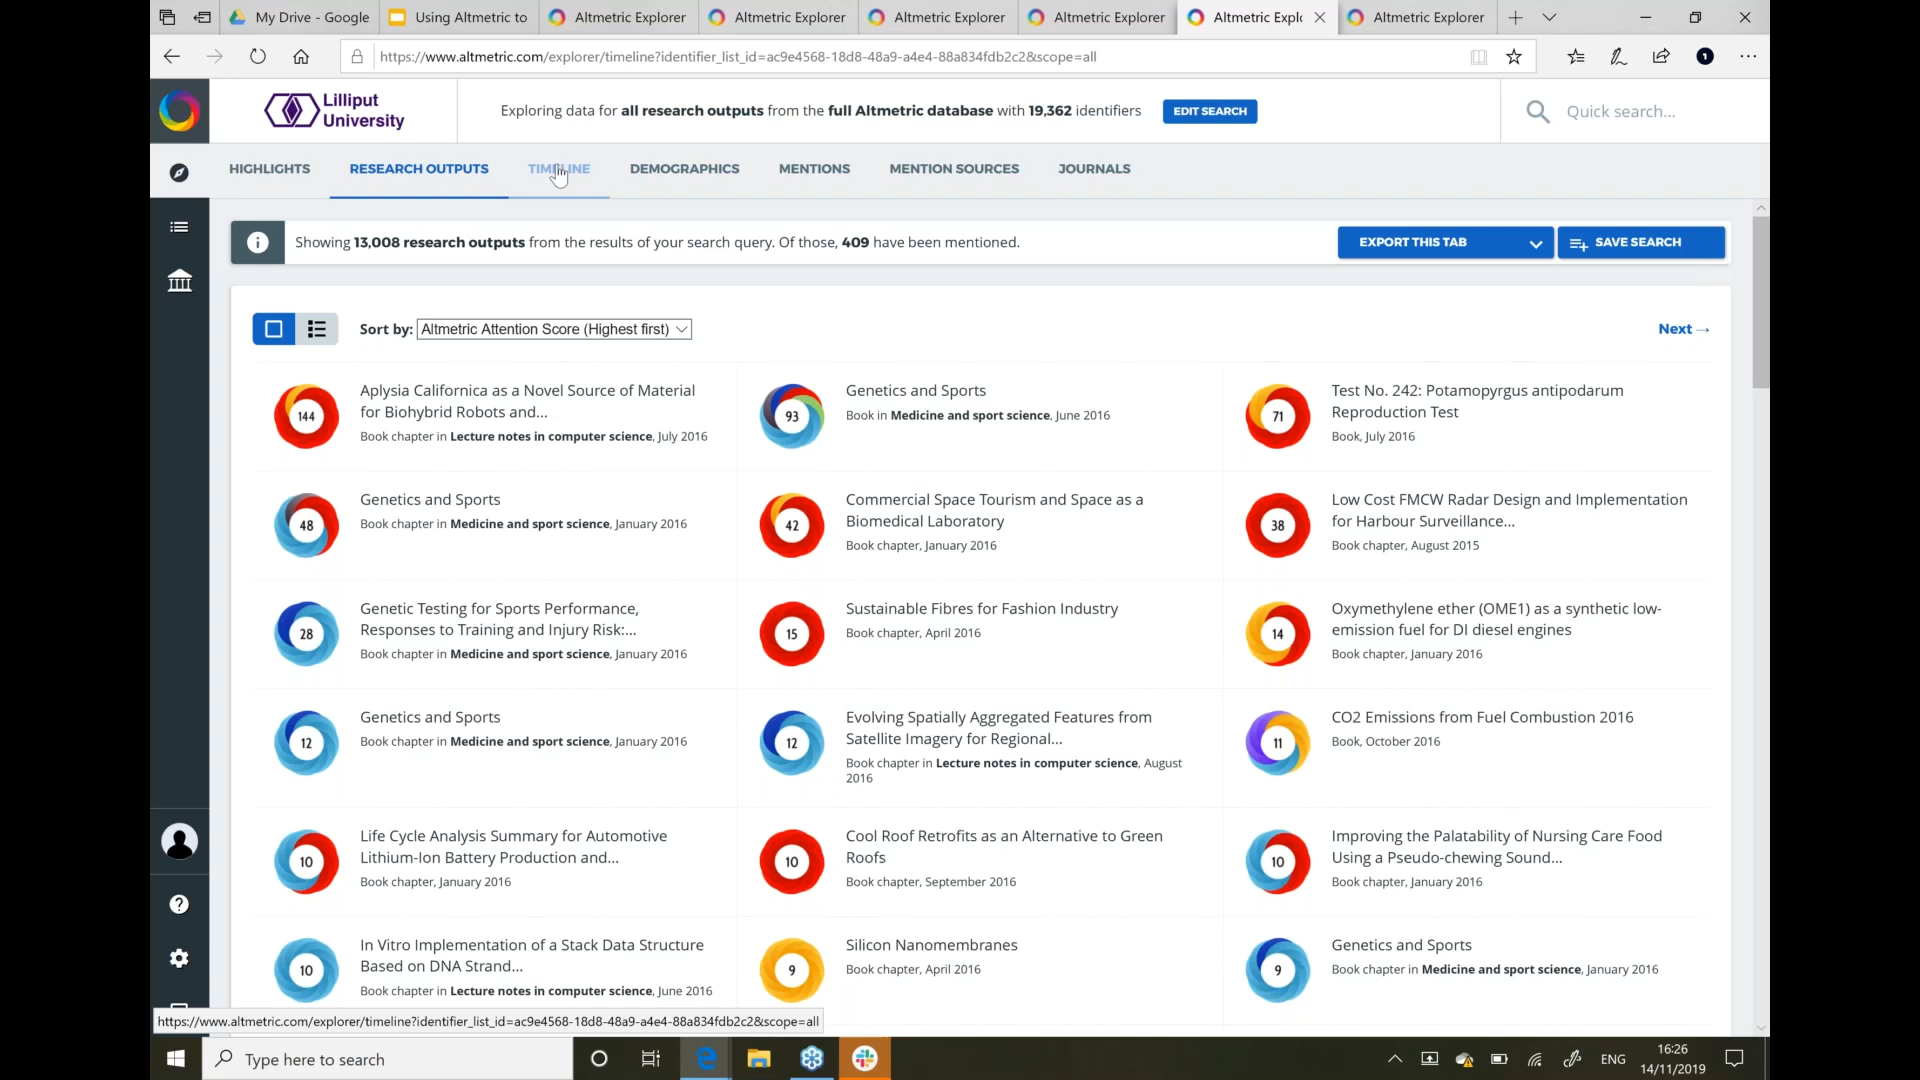 My Drive - Google
Using Altmetric to
Altmetric Explorer
Altmetric Explorer
Altmetric Explorer
Altmetric Explorer
Altmetric Explo
Altmetric Explorer
https://www.altmetric.com/explorer/timeline?identifier_list_id=ac9e4568-18d8-48a9-a4e4-88a834fdb2c2&scope=all
1
Lilliput
University
Exploring data for all research outputs from the full Altmetric database with 19,362 identifiers
EDIT SEARCH
Quick search...
HIGHLIGHTS
RESEARCH OUTPUTS
TIMELINE
DEMOGRAPHICS
MENTIONS
MENTION SOURCES
JOURNALS
Showing 13,008 research outputs from the results of your search query. Of those, 409 have been mentioned.
EXPORT THIS TAB
SAVE SEARCH
Sort by: Altmetric Attention Score (Highest first)
Next →
144
Aplysia Californica as a Novel Source of Material
for Biohybrid Robots and...
Book chapter in Lecture notes in computer science, July 2016
93
Genetics and Sports
Book in Medicine and sport science, June 2016
71
Test No. 242: Potamopyrgus antipodarum
Reproduction Test
Book, July 2016
48
Genetics and Sports
Book chapter in Medicine and sport science, January 2016
42
Commercial Space Tourism and Space as a
Biomedical Laboratory
Book chapter, January 2016
38
Low Cost FMCW Radar Design and Implementation
for Harbour Surveillance...
Book chapter, August 2015
28
Genetic Testing for Sports Performance,
Responses to Training and Injury Risk:...
Book chapter in Medicine and sport science, January 2016
15
Sustainable Fibres for Fashion Industry
Book chapter, April 2016
14
Oxymethylene ether (OME1) as a synthetic low-
emission fuel for DI diesel engines
Book chapter, January 2016
12
Genetics and Sports
Book chapter in Medicine and sport science, January 2016
12
Evolving Spatially Aggregated Features from
Satellite Imagery for Regional...
Book chapter in Lecture notes in computer science, August
2016
11
CO2 Emissions from Fuel Combustion 2016
Book, October 2016
10
Life Cycle Analysis Summary for Automotive
Lithium-Ion Battery Production and...
Book chapter, January 2016
10
Cool Roof Retrofits as an Alternative to Green
Roofs
Book chapter, September 2016
10
Improving the Palatability of Nursing Care Food
Using a Pseudo-chewing Sound...
Book chapter, January 2016
10
In Vitro Implementation of a Stack Data Structure
Based on DNA Strand...
Book chapter in Lecture notes in computer science, June 2016
9
Silicon Nanomembranes
Book chapter, April 2016
9
Genetics and Sports
Book chapter in Medicine and sport science, January 2016
https://www.altmetric.com/explorer/timeline?identifier_list_id=ac9e4568-18d8-48a9-a4e4-88a834fdb2c2&scope=all
Type here to search
ENG
16:26
14/11/2019